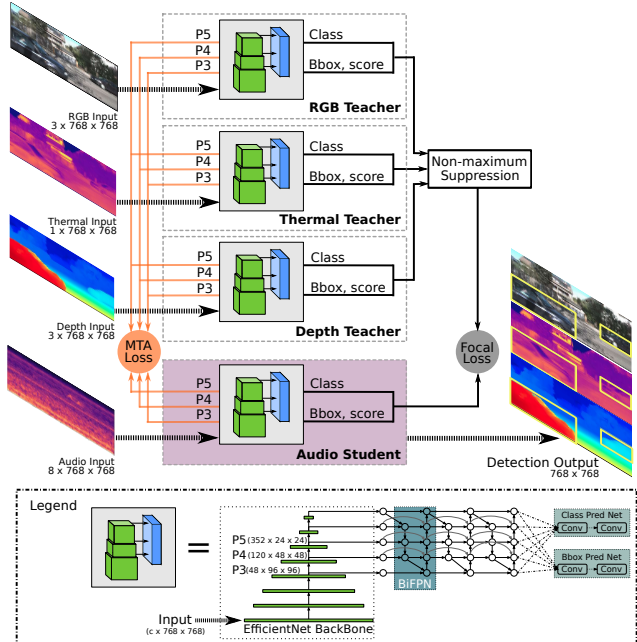 P5
P4
P3
Class
Bbox, score
RGB Teacher
RGB Input
3 x 768 x 768
P5
P4
P3
Class
Bbox, score
Thermal Teacher
Non-maximum
Suppression
Thermal Input
1 x 768 x 768
P5
P4
P3
Class
Bbox, score
Depth Teacher
Depth Input
3 x 768 x 768
MTA
Loss
Focal
Loss
P5
P4
P3
Class
Bbox, score
Audio Student
Audio Input
8 x 768 x 768
Detection Output
768 x 768
Legend
=
P5 (352 x 24 x 24)
P4 (120 x 48 x 48)
P3 (48 x 96 x 96)
Input
(c x 768 x 768)
EfficientNet BackBone
BiFPN
Class Pred Net
Conv
Conv
Bbox Pred Net
Conv
Conv